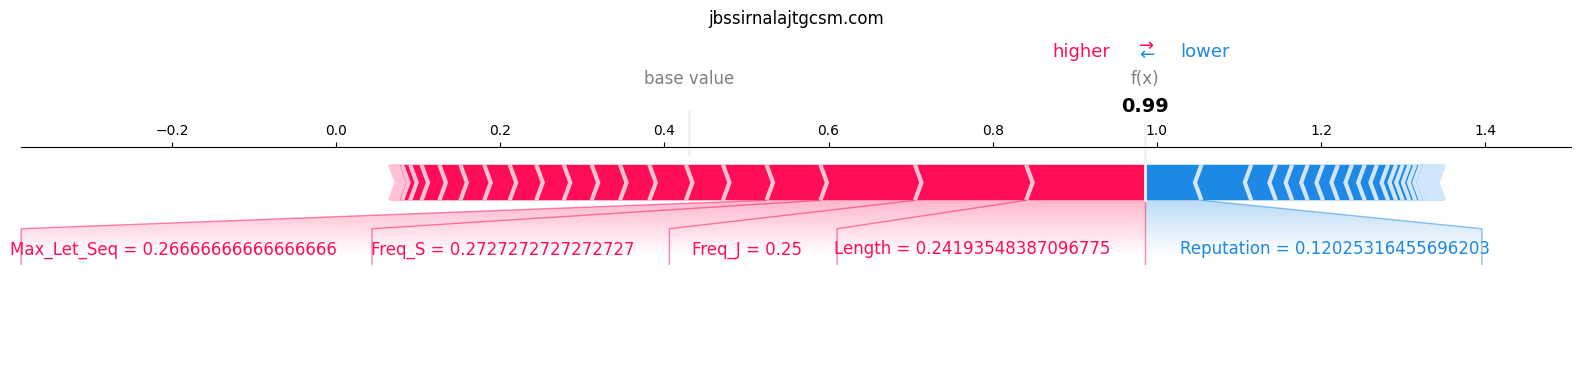 jbssirnalajtgcsm.com
higher → ← lower
base value f(x)
0.99
−0.2 0.0 0.2 0.4 0.6 0.8 1.0 1.2 1.4
Max_Let_Seq = 0.26666666666666666 Freq_S = 0.2727272727272727 Freq_J = 0.25 Length = 0.24193548387096775 Reputation = 0.12025316455696203